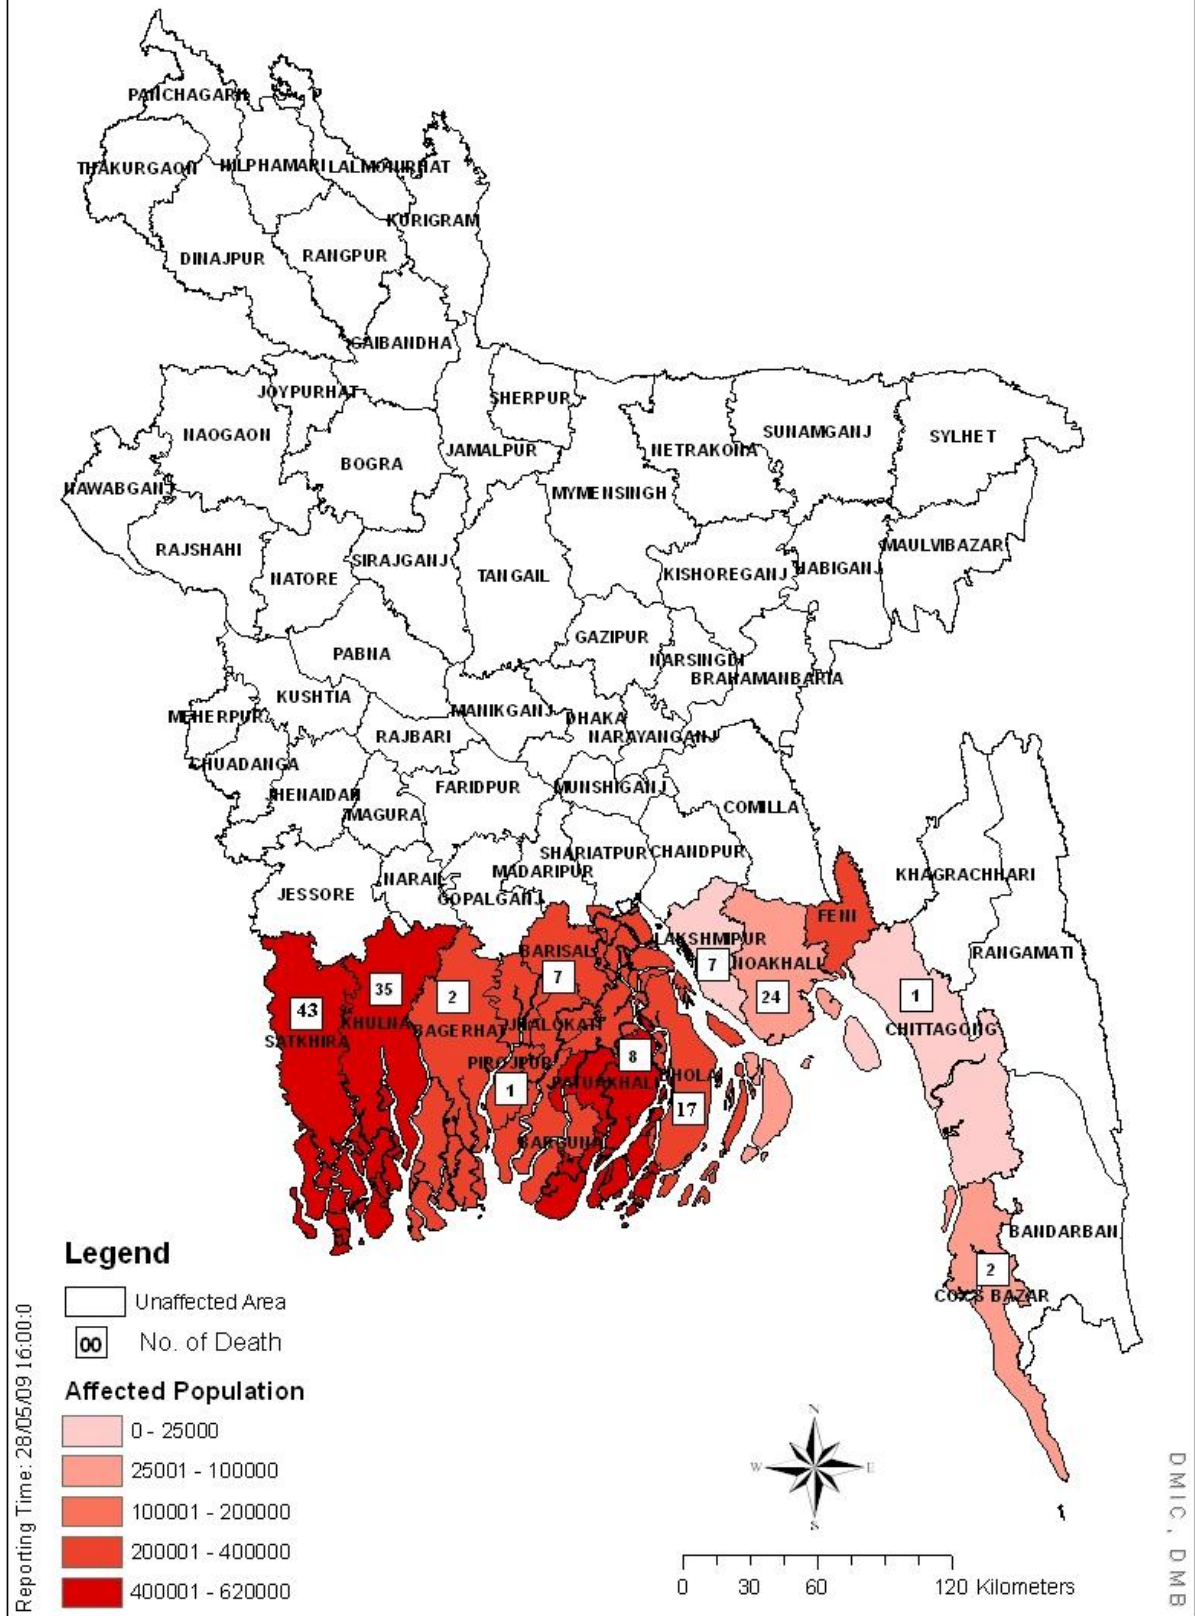 PANCHAGARH
THAKURGAON
NILPHAMARI
LALMONIRHAT
KURIGRAM
DINAJPUR
RANGPUR
GAIBANDHA
JOYPURHAT
SHERPUR
NAOGAON
BOGRA
JAMALPUR
NETRAKONA
SUNAMGANJ
SYLHET
NAWABGANJ
MYMENSINGH
RAJSHAHI
NATORE
SIRAJGANJ
TANGAIL
KISHOREGANJ
HABIGANJ
MAULVIBAZAR
GAZIPUR
PABNA
NARSINGDI
BRAHAMANBARIA
KUSHTIA
MEHERPUR
MANIKGANJ
DHAKA
RAJBARI
NARAYANGANJ
CHUADANGA
JHENAIDAH
FARIDPUR
MUNSHIGANJ
MAGURA
COMILLA
SHARIATPUR
CHANDPUR
MADARIPUR
KHAGRACHHARI
JESSORE
NARAIL
GOPALGANJ
FENI
LAKSHMIPUR
BARISAL
RANGAMATI
NOAKHALI
7
7
35
2
24
1
43
KHULNA
BAGERHAT
JHALOKATI
CHITTAGONG
SATKHIRA
PIROJPUR
8
PATUAKHALI
BHOLA
1
17
BARGUNA
BANDARBAN
2
COX'S BAZAR
Legend
Unaffected Area
00 No. of Death
Affected Population
0 - 25000
25001 - 100000
100001 - 200000
200001 - 400000
400001 - 620000
Reporting Time: 28/05/09 16:00:0
N
W E
S
0 30 60 120 Kilometers
DMIC, DMB